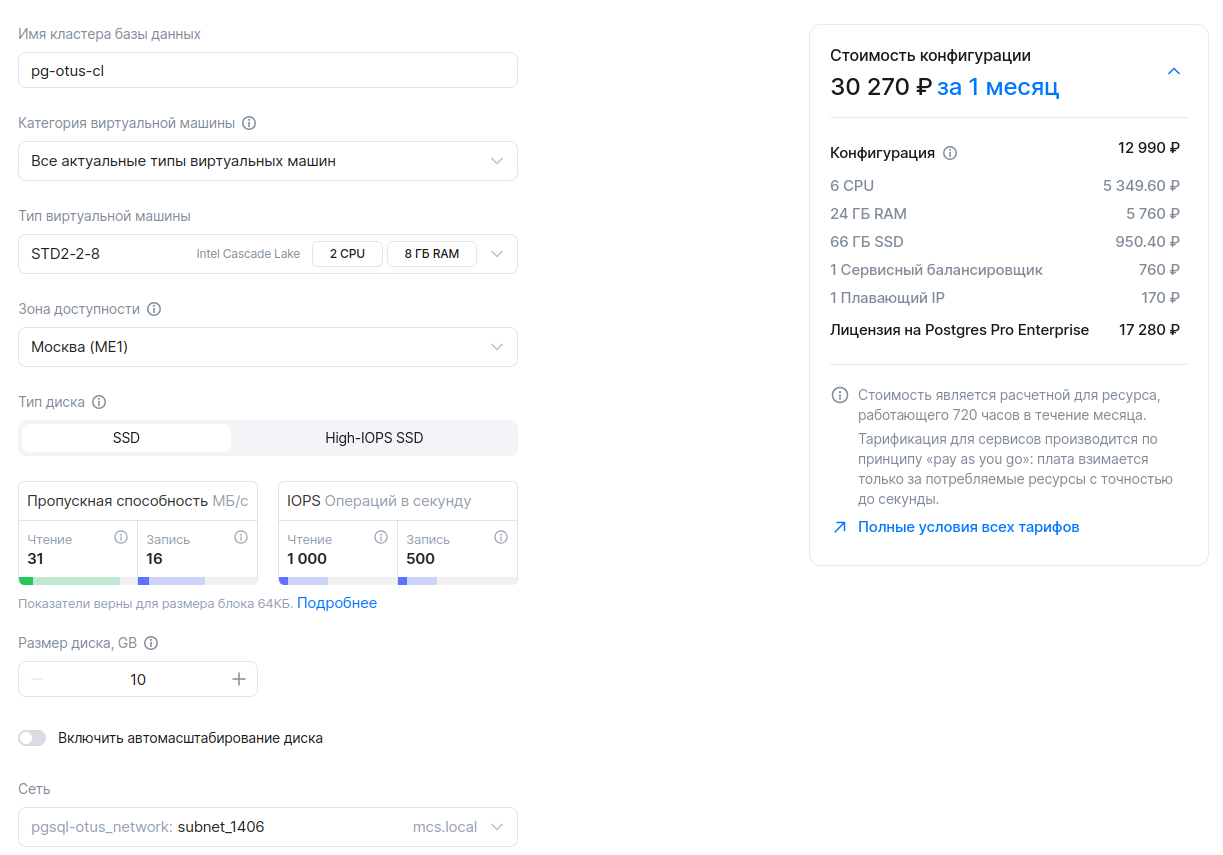 Имя кластера базы данных
pg-otus-cl
Категория виртуальной машины
Все актуальные типы виртуальных машин
Тип виртуальной машины
STD2-2-8 Intel Cascade Lake 2 CPU 8 ГБ RAM
Зона доступности
Москва (ME1)
Тип диска
SSD High-IOPS SSD
Пропускная способность МБ/с
Чтение Запись
31 16
IOPS Операций в секунду
Чтение Запись
1 000 500
Показатели верны для размера блока 64КБ. Подробнее
Размер диска, GB
10
Включить автомасштабирование диска
Сеть
pgsql-otus_network: subnet_1406 mcs.local
Стоимость конфигурации
30 270 ₽ за 1 месяц
Конфигурация 12 990 ₽
6 CPU 5 349.60 ₽
24 ГБ RAM 5 760 ₽
66 ГБ SSD 950.40 ₽
1 Сервисный балансировщик 760 ₽
1 Плавающий IP 170 ₽
Лицензия на Postgres Pro Enterprise 17 280 ₽
Стоимость является расчетной для ресурса,
работающего 720 часов в течение месяца.
Тарификация для сервисов производится по
принципу «pay as you go»: плата взимается
только за потребляемые ресурсы с точностью
до секунды.
Полные условия всех тарифов